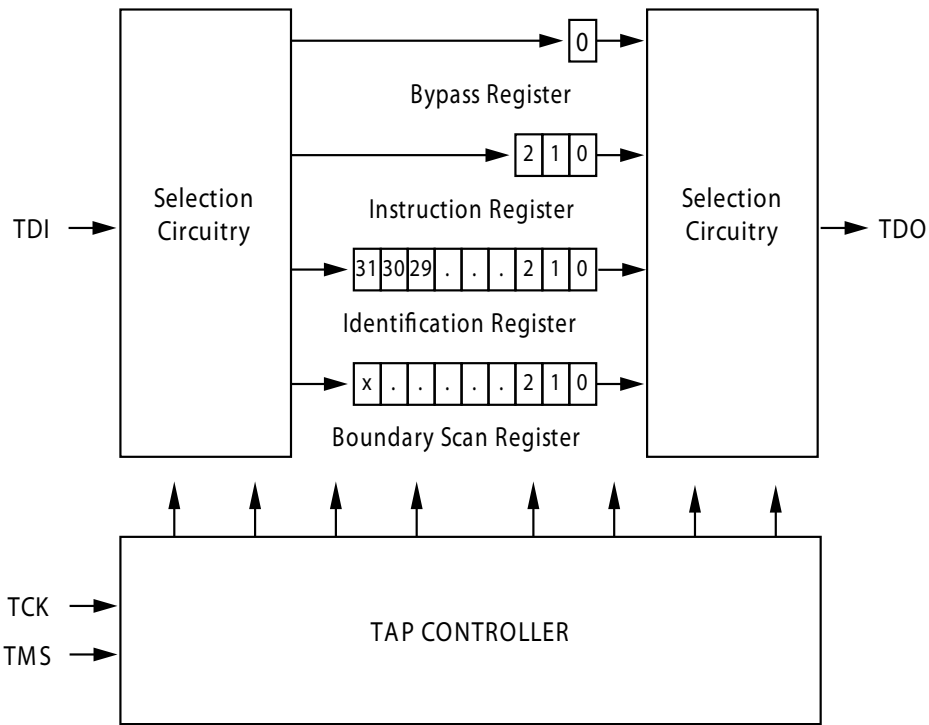 0
Bypass Register
2 1 0
Instruction Register
Selection
Circuitry
Selection
Circuitry
TDI
TDO
31 30 29 . . . 2 1 0
Identification Register
x . . . . . 2 1 0
Boundary Scan Register
TCK
TMS
TAP CONTROLLER